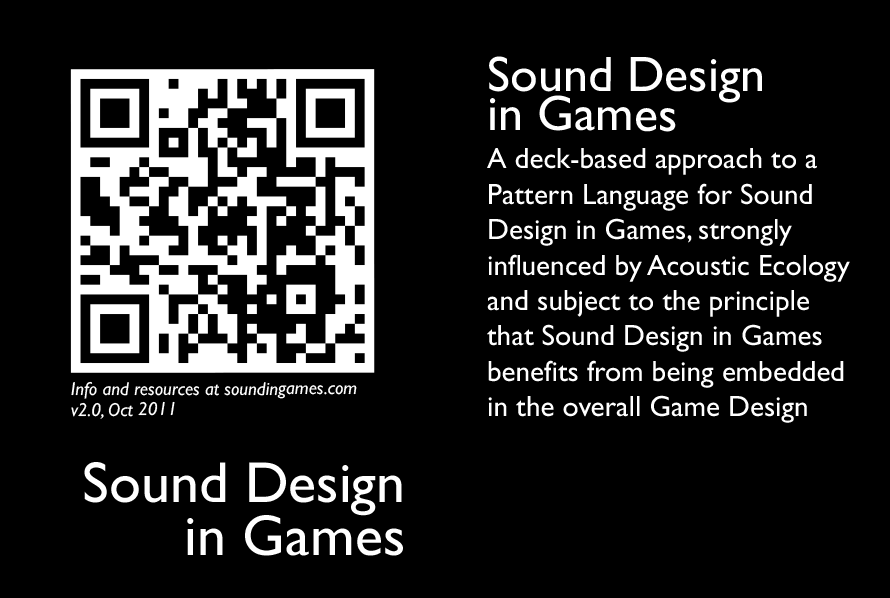 Info and resources at soundingames.com
v2.0, Oct 2011
Sound Design
in Games
Sound Design
in Games
A deck-based approach to a
Pattern Language for Sound
Design in Games, strongly
influenced by Acoustic Ecology
and subject to the principle
that Sound Design in Games
benefits from being embedded
in the overall Game Design